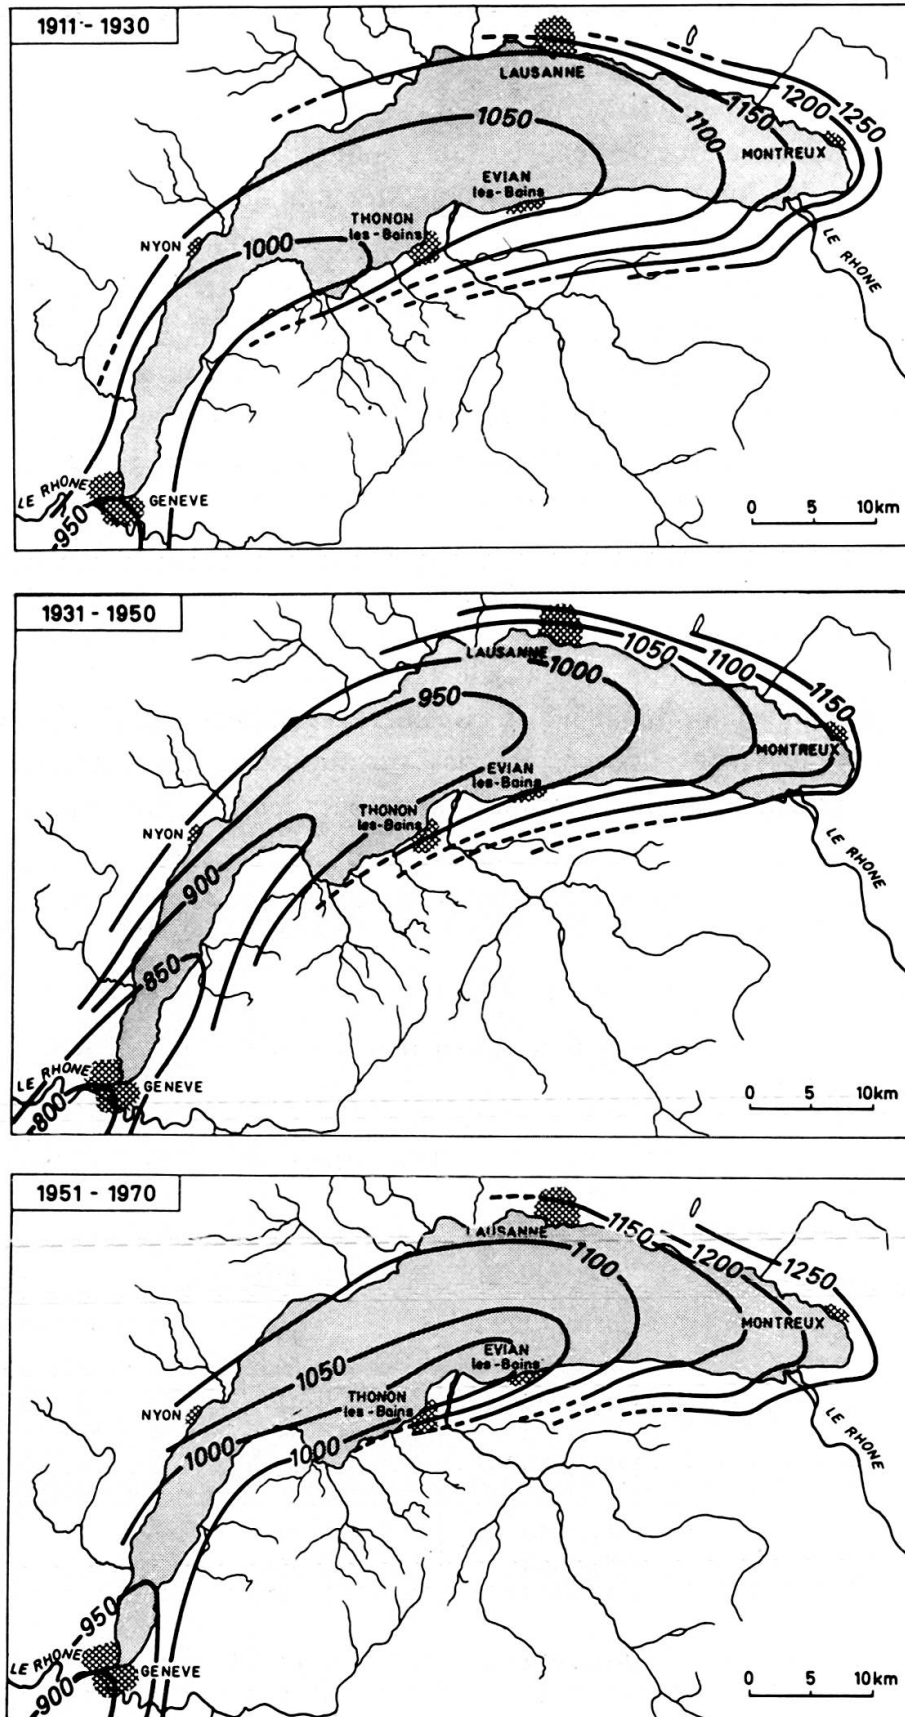 1911 - 1930
LAUSANNE
1250
1200
1150
1100
1050
MONTREUX
EVIAN
les-Bains
THONON
les-Bains
NYON
1000
LE RHONE
LE RHONE
GENEVE
950
0 5 10km
1931 - 1950
LAUSANNE
1000
1050
1100
1150
950
MONTREUX
EVIAN
les-Bains
THONON
les-Bains
NYON
900
LE RHONE
850
LE RHONE
GENEVE
800
0 5 10km
1951 - 1970
LAUSANNE
1150
1100
1200
1250
MONTREUX
EVIAN
les-Bains
1050
THONON
les-Bains
NYON
1000
1000
LE RHONE
950
LE RHONE
GENEVE
900
0 5 10km